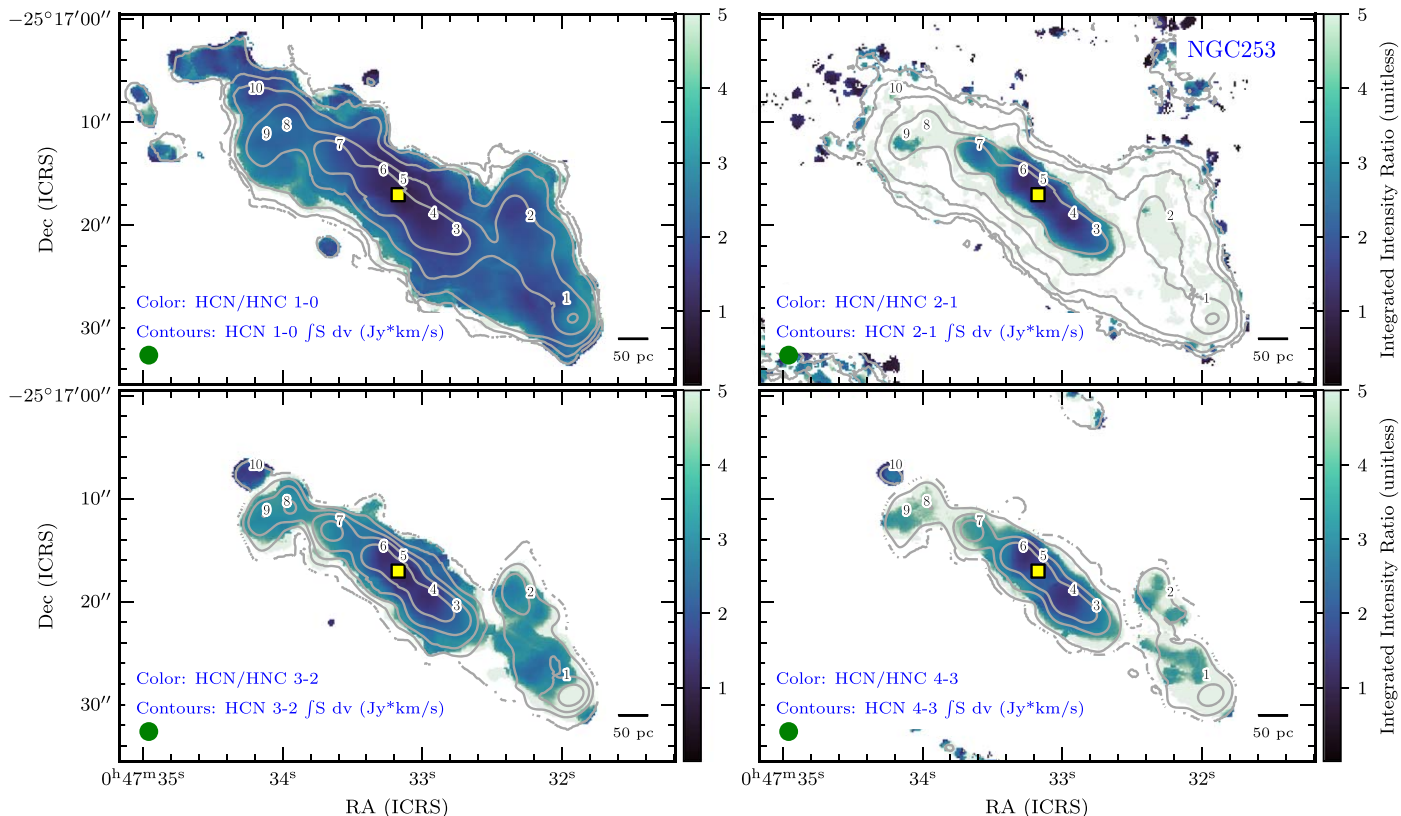 −25°17′00″
10″
20″
30″
Dec (ICRS)
10
9
8
7
6
5
4
3
2
1
Color: HCN/HNC 1-0
Contours: HCN 1-0 ∫S dv (Jy*km/s)
50 pc
5
4
3
2
1
NGC253
10
9
8
7
6
5
4
3
2
1
Color: HCN/HNC 2-1
Contours: HCN 2-1 ∫S dv (Jy*km/s)
50 pc
5
4
3
2
1
Integrated Intensity Ratio (unitless)
−25°17′00″
10″
20″
30″
Dec (ICRS)
10
9
8
7
6
5
4
3
2
1
Color: HCN/HNC 3-2
Contours: HCN 3-2 ∫S dv (Jy*km/s)
50 pc
0ʰ47ᵐ35ˢ
34ˢ
33ˢ
32ˢ
RA (ICRS)
5
4
3
2
1
10
9
8
7
6
5
4
3
2
1
Color: HCN/HNC 4-3
Contours: HCN 4-3 ∫S dv (Jy*km/s)
50 pc
0ʰ47ᵐ35ˢ
34ˢ
33ˢ
32ˢ
RA (ICRS)
5
4
3
2
1
Integrated Intensity Ratio (unitless)